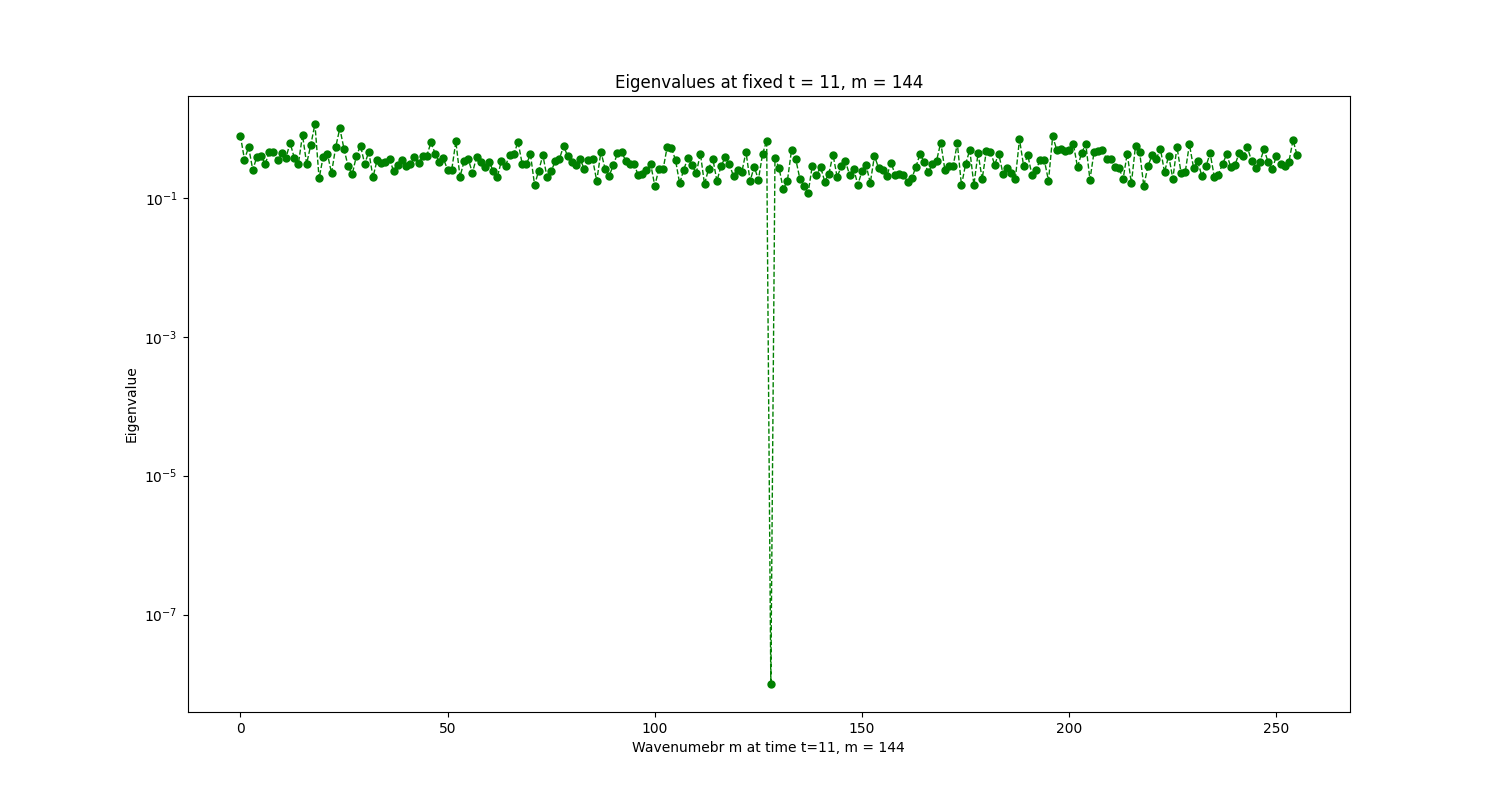 Eigenvalues at fixed t = 11, m = 144
10⁻¹
10⁻³
10⁻⁵
10⁻⁷
Eigenvalue
0 50 100 150 200 250
Wavenumebr m at time t=11, m = 144